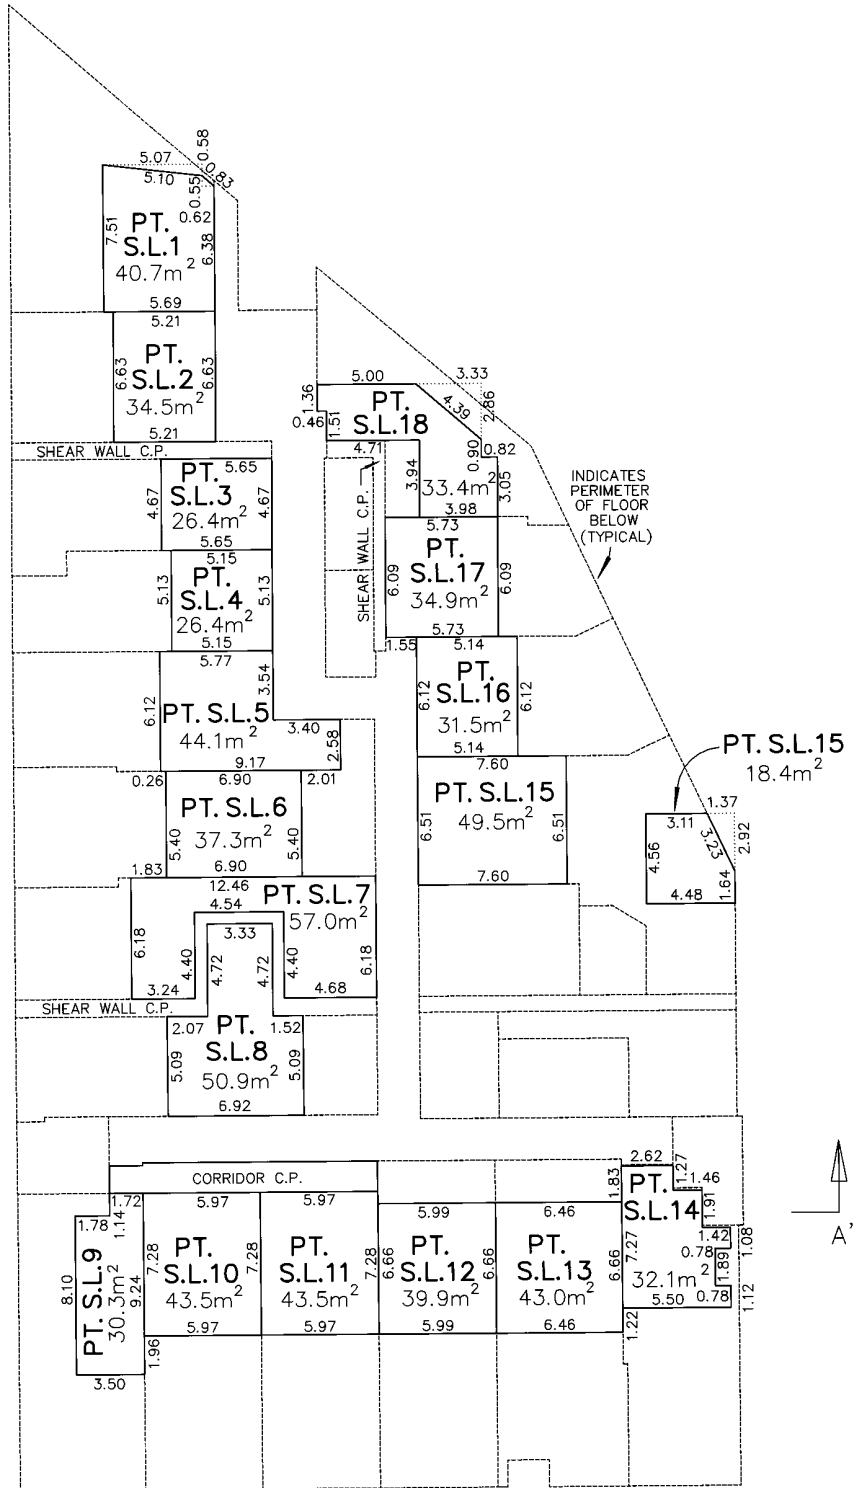 5.07
0.58
5.10
0.55
0.83
0.62
7.51
PT.
S.L.1
40.7m²
6.38
5.69
5.21
6.63
PT.
S.L.2
34.5m²
6.63
5.21
SHEAR WALL C.P.
5.00
3.33
2.86
4.39
1.36
0.46
1.51
PT.
S.L.18
0.90
0.82
4.71
3.94
33.4m²
3.05
3.98
SHEAR WALL C.P.
INDICATES
PERIMETER
OF FLOOR
BELOW
(TYPICAL)
PT.
S.L.3
5.65
4.67
26.4m²
4.67
5.65
5.15
5.13
PT.
S.L.4
26.4m²
5.13
5.15
5.73
6.09
PT.
S.L.17
34.9m²
6.09
5.73
1.55
5.14
5.77
3.54
6.12
PT. S.L.5
44.1m²
3.40
2.58
9.17
6.12
PT.
S.L.16
31.5m²
6.12
5.14
7.60
PT. S.L.15
18.4m²
0.26
6.90
2.01
PT. S.L.6
37.3m²
5.40
5.40
1.83
6.90
6.51
PT. S.L.15
49.5m²
6.51
7.60
1.37
3.11
3.23
2.92
4.56
1.64
4.48
12.46
PT. S.L.7
57.0m²
4.54
3.33
6.18
4.40
4.72
4.72
4.40
6.18
3.24
4.68
SHEAR WALL C.P.
2.07
1.52
PT.
S.L.8
50.9m²
5.09
5.09
6.92
CORRIDOR C.P.
1.72
1.78
1.14
8.10
PT. S.L.9
30.3m²
9.24
1.96
3.50
5.97
7.28
PT.
S.L.10
43.5m²
7.28
5.97
5.97
PT.
S.L.11
43.5m²
7.28
5.97
5.99
6.66
PT.
S.L.12
39.9m²
6.66
5.99
6.46
PT.
S.L.13
43.0m²
6.66
6.46
1.83
2.62
1.27
1.46
PT.
S.L.14
1.91
7.27
1.42
1.08
0.78
1.89
32.1m²
0.78
5.50
1.12
1.22
A'